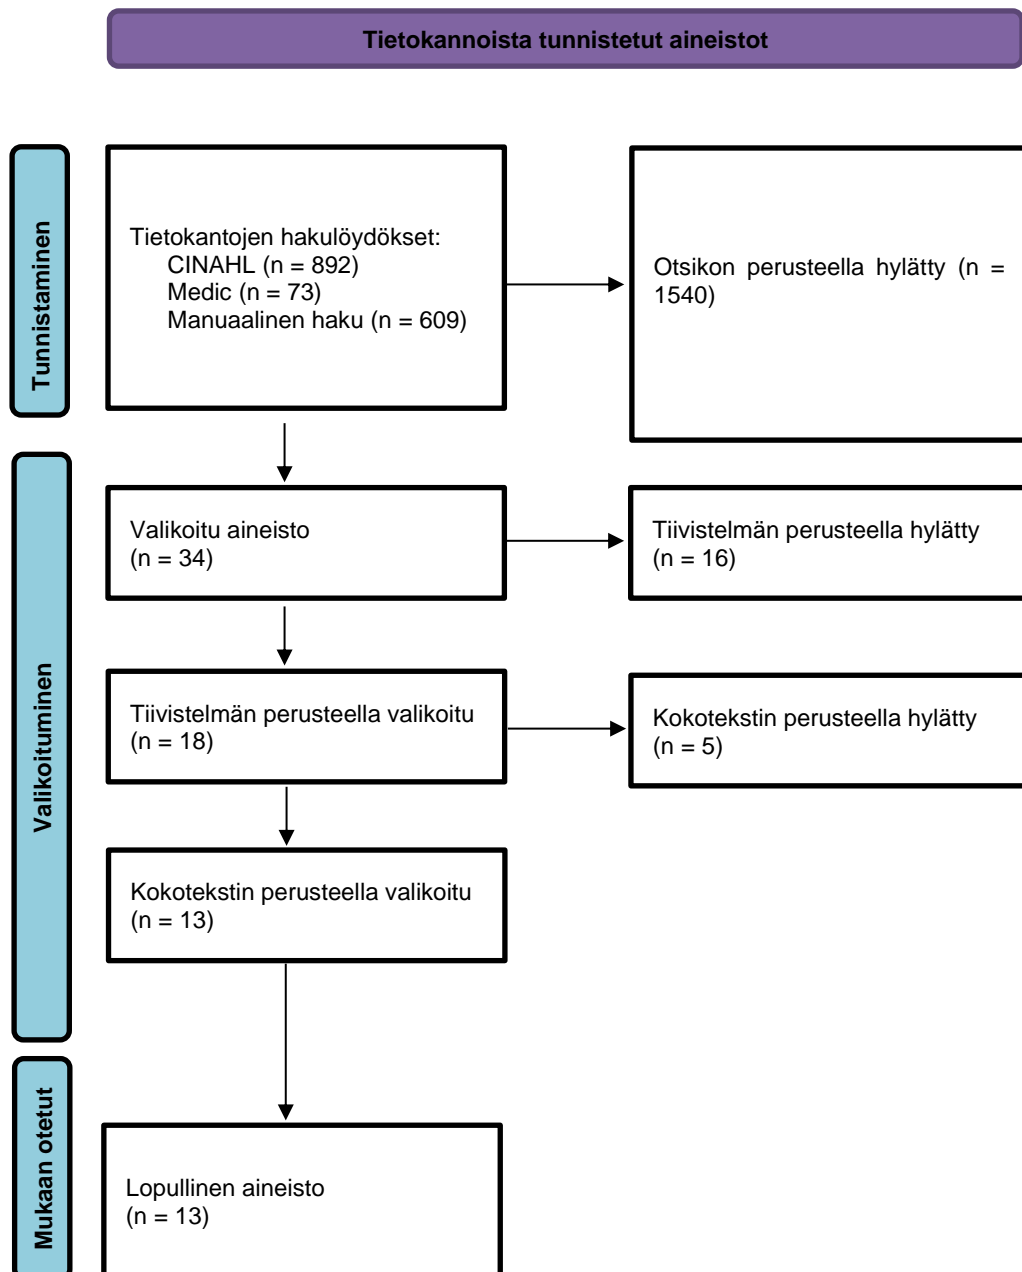 Tietokannoista tunnistetut aineistot
Tunnistaminen
Tietokantojen hakulöydökset:
CINAHL (n = 892)
Medic (n = 73)
Manuaalinen haku (n = 609)
Otsikon perusteella hylätty (n =
1540)
Valikoituminen
Valikoitu aineisto
(n = 34)
Tiivistelmän perusteella hylätty
(n = 16)
Tiivistelmän perusteella valikoitu
(n = 18)
Kokotekstin perusteella hylätty
(n = 5)
Kokotekstin perusteella valikoitu
(n = 13)
Mukaan otetut
Lopullinen aineisto
(n = 13)